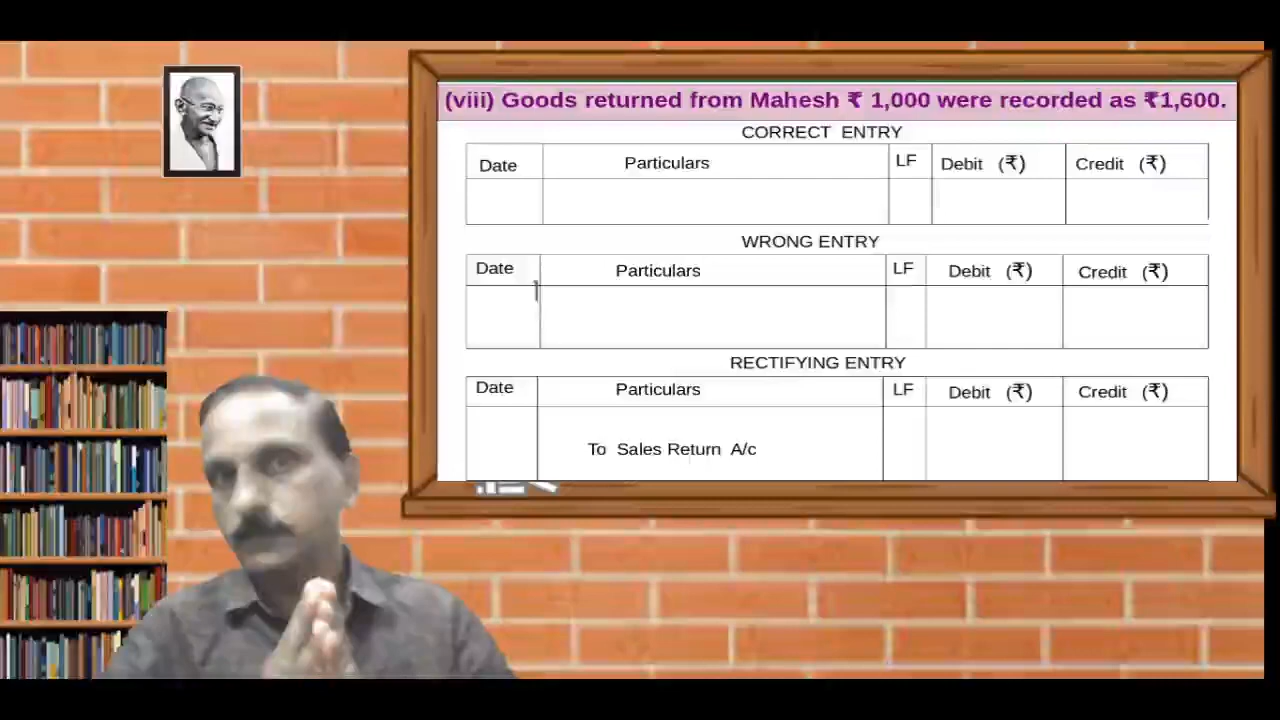 (viii) Goods returned from Mahesh ₹ 1,000 were recorded as ₹1,600.
CORRECT ENTRY
Date Particulars LF Debit (₹) Credit (₹)
WRONG ENTRY
Date Particulars LF Debit (₹) Credit (₹)
RECTIFYING ENTRY
Date Particulars LF Debit (₹) Credit (₹)
To Sales Return A/c